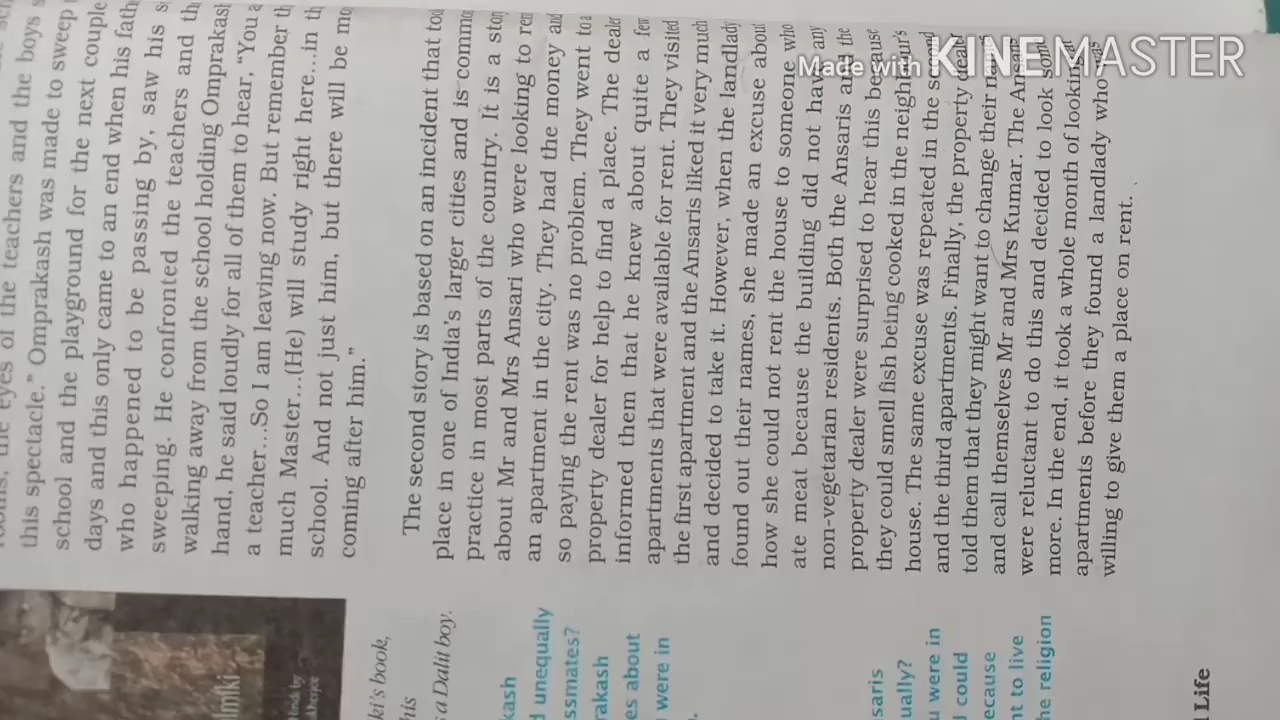 this spectacle." Omprakash was made to sweep
school and the playground for the next couple
days and this only came to an end when his
who happened to be passing by, saw his
sweeping. He confronted the teachers and
walking away from the school holding
hand, he said loudly for all of them to hear, "You
a teacher...So I am leaving now. But remember
much Master...(He) will study right here...in
school. And not just him, but there will be
coming after him."
The second story is based on an incident that
place in one of India's larger cities and is
practice in most parts of the country. It is a
about Mr and Mrs Ansari who were looking to
an apartment in the city. They had the money and
so paying the rent was no problem. They went to a
property dealer for help to find a place. The dealer
informed them that he knew about quite a few
apartments that were available for rent. They visited
the first apartment and the Ansaris liked it very much
and decided to take it. However, when the landlady
found out their names, she made an excuse about
how she could not rent the house to someone who
ate meat because the building did not have any
non-vegetarian residents. Both the Ansaris and the
property dealer were surprised to hear this because
they could smell fish being cooked in the neighbour's
house. The same excuse was repeated in the second
and the third apartments. Finally, the property dealer
told them that they might want to change their names
and call themselves Mr and Mrs Kumar. The Ansaris
were reluctant to do this and decided to look some
more. In the end, it took a whole month of looking at
apartments before they found a landlady who was
willing to give them a place on rent.
ki's book,
a Dalit boy.
unequally
about
were in
ually?
were in
could
to live
religion
Life
Made with KINEMASTER